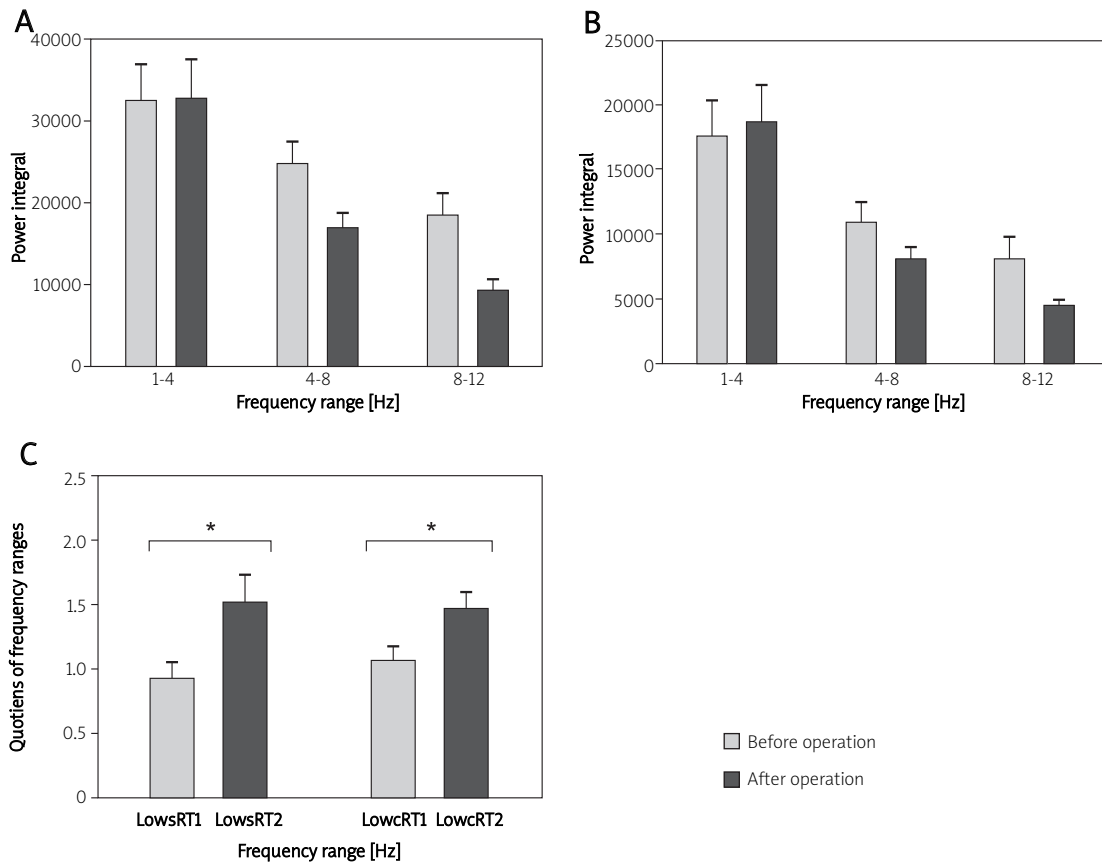 A
40000
30000
20000
10000
0
Power integral
1-4 4-8 8-12
Frequency range [Hz]
B
25000
20000
15000
10000
5000
0
Power integral
1-4 4-8 8-12
Frequency range [Hz]
C
2.5
2.0
1.5
1.0
0.5
0
Quotiens of frequency ranges
* *
LowsRT1 LowsRT2 LowcRT1 LowcRT2
Frequency range [Hz]
Before operation
After operation